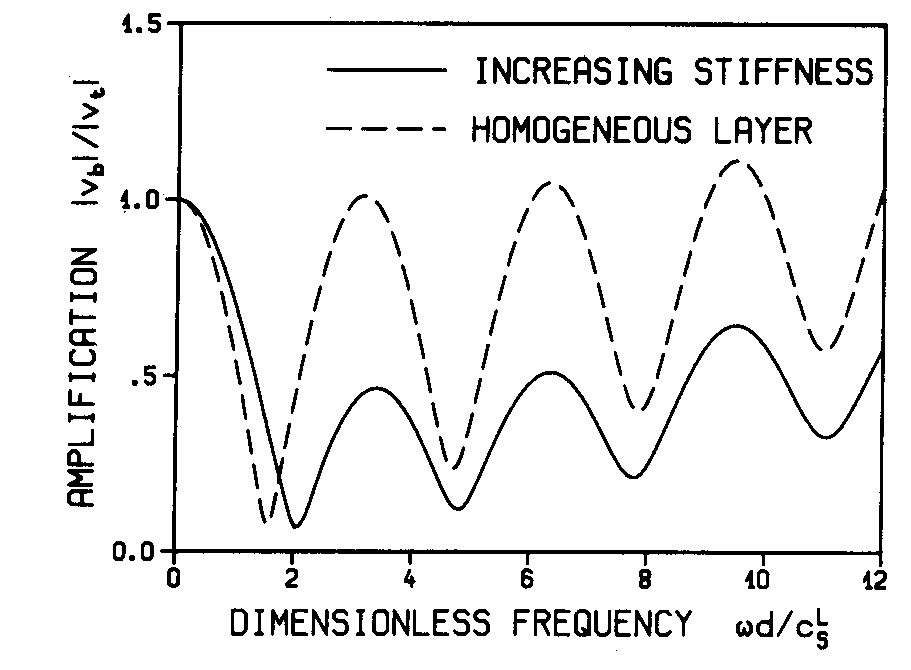 1.5
INCREASING STIFFNESS
HOMOGENEOUS LAYER
1.0
.5
0.0
AMPLIFICATION |v_b|/|v_t|
0 2 4 6 8 10 12
DIMENSIONLESS FREQUENCY ωd/c_S^L